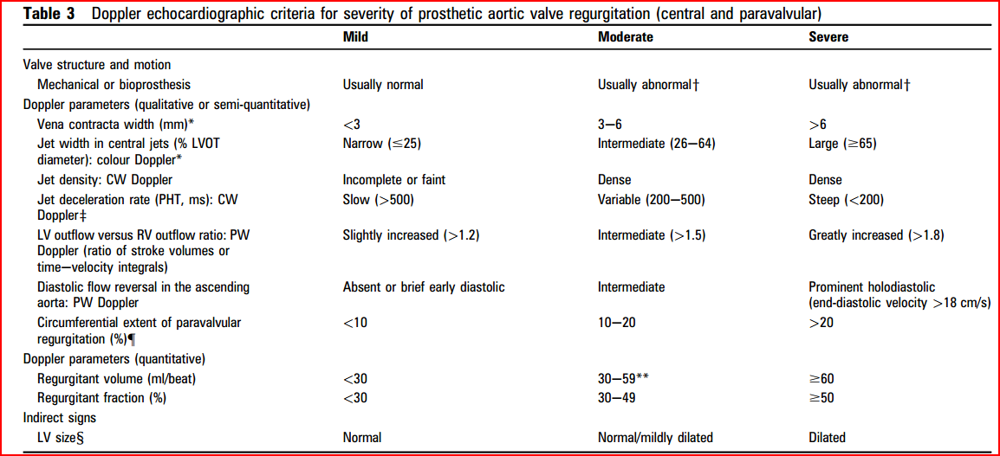 Table 3 Doppler echocardiographic criteria for severity of prosthetic aortic valve regurgitation (central and paravalvular)
Mild Moderate Severe
Valve structure and motion
Mechanical or bioprosthesis Usually normal Usually abnormal† Usually abnormal†
Doppler parameters (qualitative or semi-quantitative)
Vena contracta width (mm)* <3 3–6 >6
Jet width in central jets (% LVOT Narrow (≤25) Intermediate (26–64) Large (≥65)
diameter): colour Doppler*
Jet density: CW Doppler Incomplete or faint Dense Dense
Jet deceleration rate (PHT, ms): CW Slow (>500) Variable (200–500) Steep (<200)
Doppler‡
LV outflow versus RV outflow ratio: PW Slightly increased (>1.2) Intermediate (>1.5) Greatly increased (>1.8)
Doppler (ratio of stroke volumes or
time–velocity integrals)
Diastolic flow reversal in the ascending Absent or brief early diastolic Intermediate Prominent holodiastolic
aorta: PW Doppler (end-diastolic velocity >18 cm/s)
Circumferential extent of paravalvular <10 10–20 >20
regurgitation (%)¶
Doppler parameters (quantitative)
Regurgitant volume (ml/beat) <30 30–59** ≥60
Regurgitant fraction (%) <30 30–49 ≥50
Indirect signs
LV size§ Normal Normal/mildly dilated Dilated